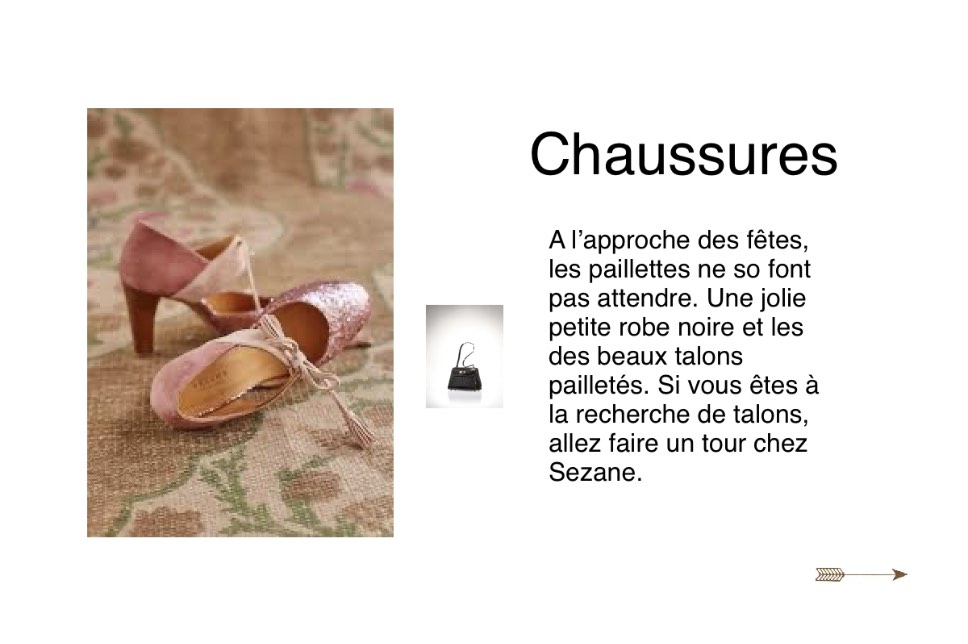 Chaussures
A l’approche des fêtes,
les paillettes ne so font
pas attendre. Une jolie
petite robe noire et les
des beaux talons
pailletés. Si vous êtes à
la recherche de talons,
allez faire un tour chez
Sezane.